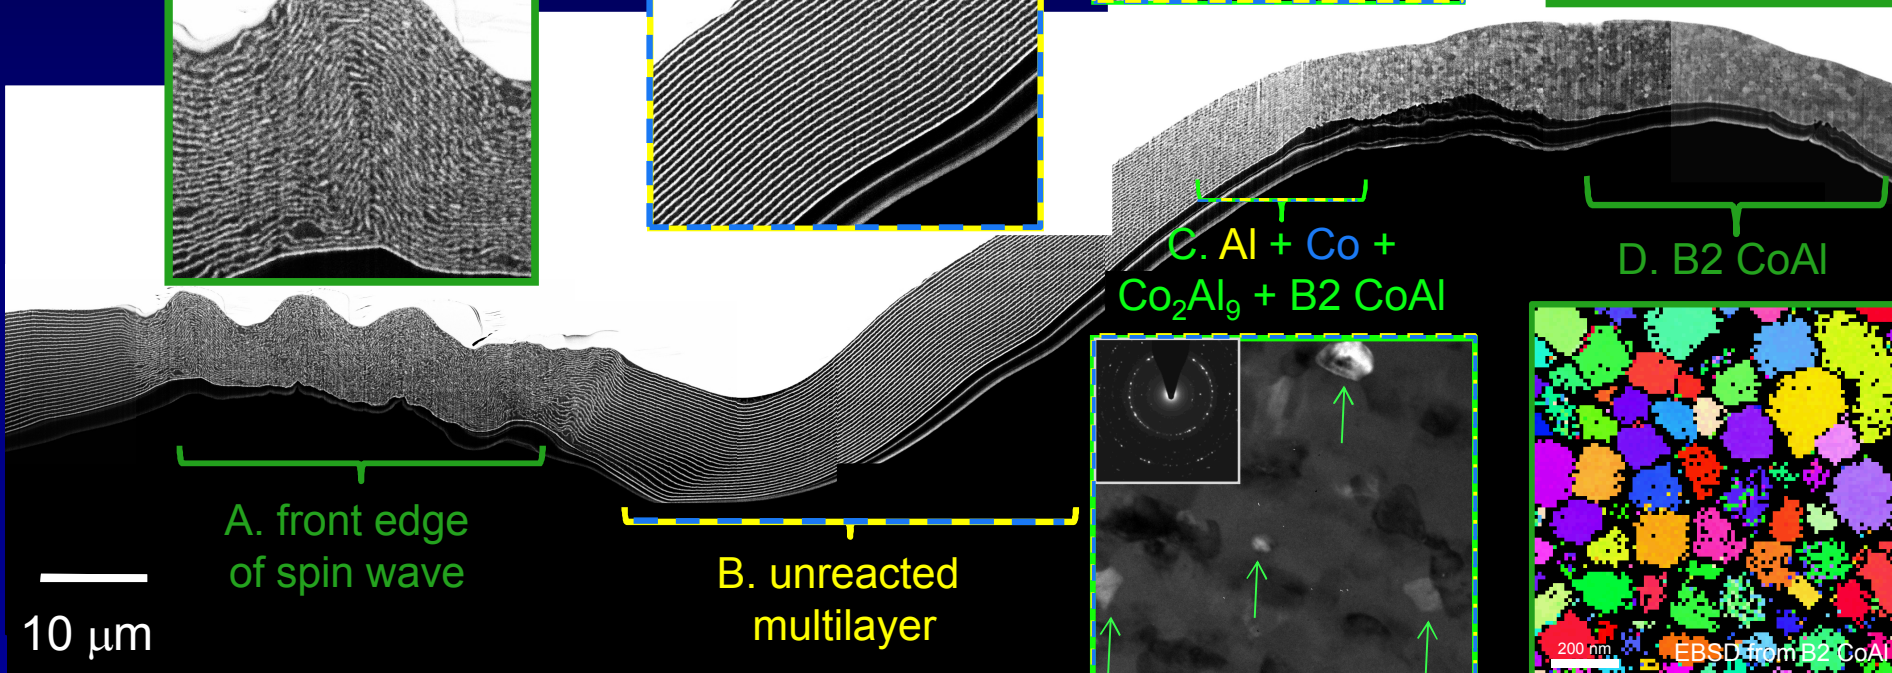 C. Al + Co +
Co₂Al₉ + B2 CoAl
D. B2 CoAl
A. front edge
of spin wave
B. unreacted
multilayer
10 μm
200 nm
EBSD from B2 CoAl